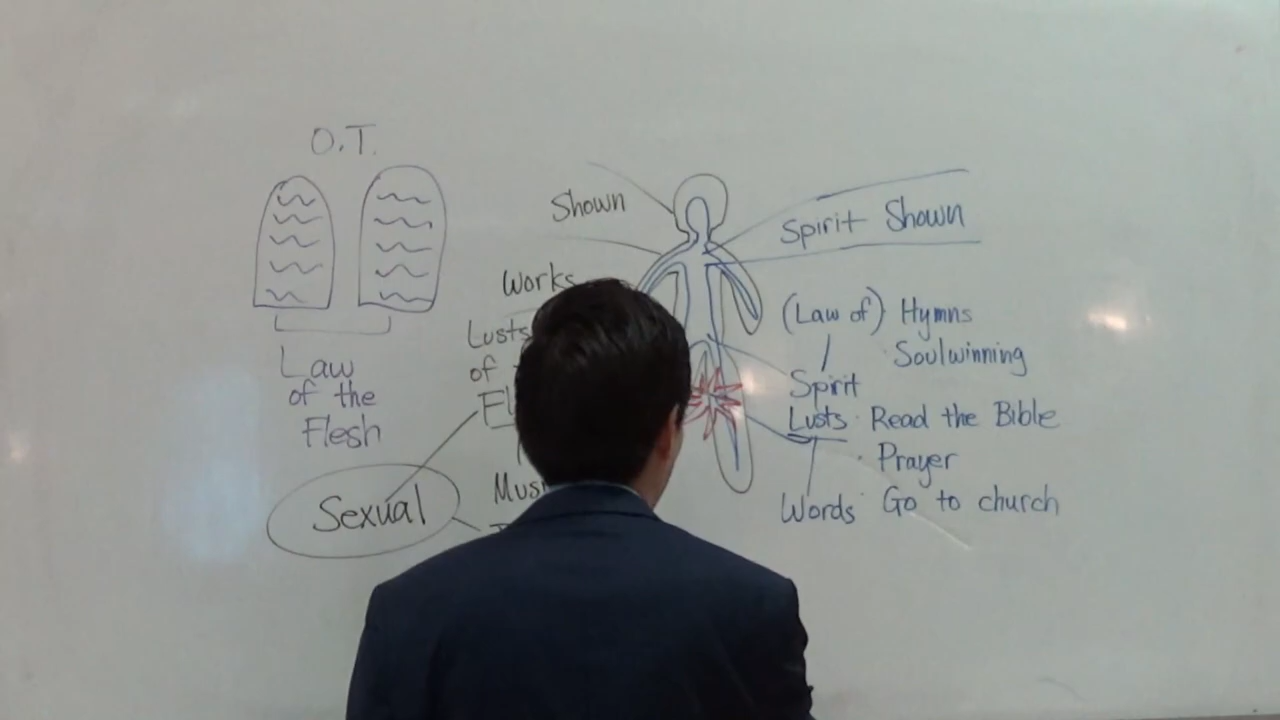 O.T.
Law
of the
Flesh
Sexual
Shown
Works
Lusts
of
Spirit Shown
(Law of) Hymns
· Soulwinning
Spirit
Lusts · Read the Bible
· Prayer
Words · Go to church